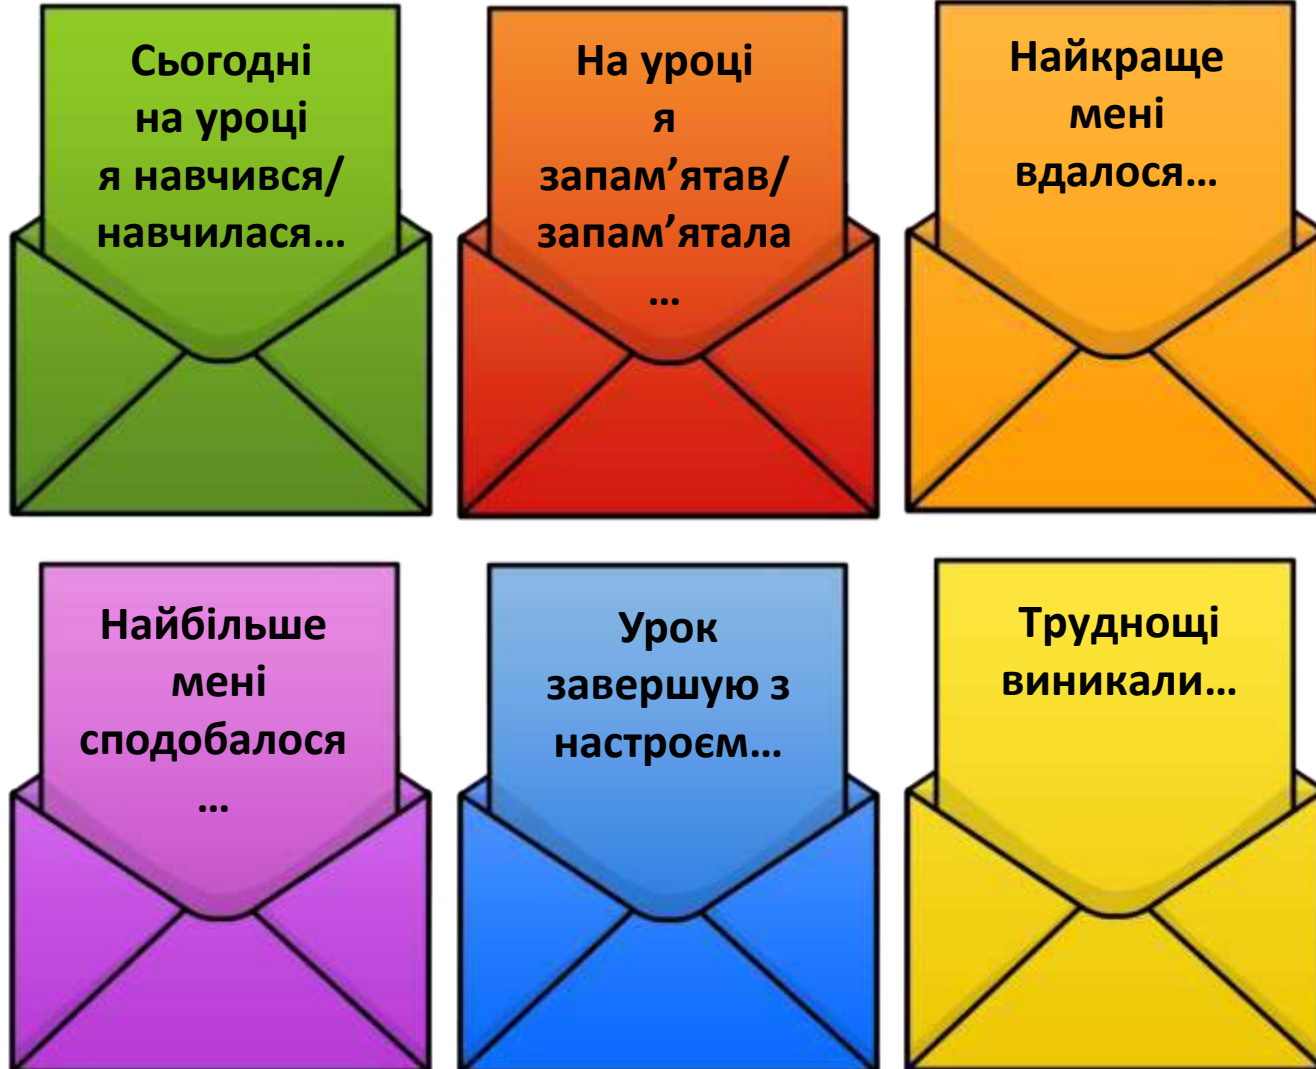 Сьогодні
на уроці
я навчився/
навчилася…
На уроці
я
запам’ятав/
запам’ятала
…
Найкраще
мені
вдалося…
Найбільше
мені
сподобалося
…
Урок
завершую з
настроєм…
Труднощі
виникали…